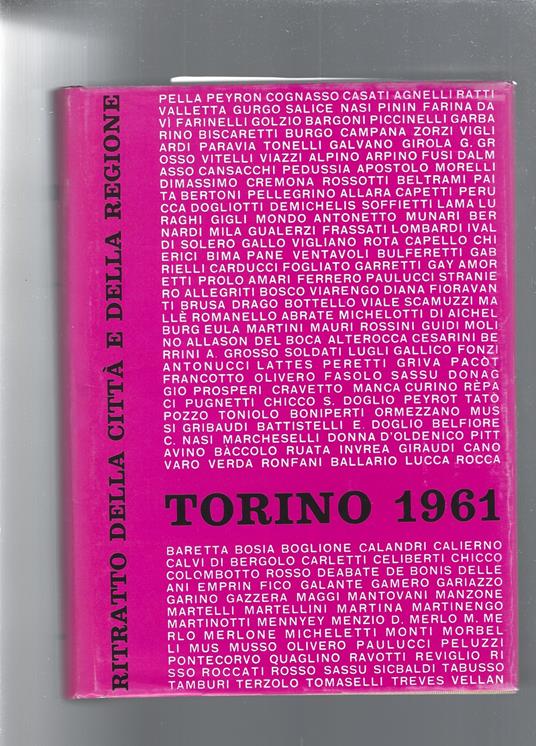 RITRATTO DELLA CITTÀ E DELLA REGIONE
PELLA PEYRON COGNASSO CASATI AGNELLI RATTI
VALLETTA GURGO SALICE NASI PININ FARINA DA
VI FARINELLI GOLZIO BARGONI PICCINELLI GARBA
RINO BISCARETTI BURGO CAMPANA ZORZI VIGLI
ARDI PARAVIA TONELLI GALVANO GIROLA G. GR
OSSO VITELLI VIAZZI ALPINO ARPINO FUSI DALM
ASSO CANSACCHI PEDUSSIA APOSTOLO MORELLI
DIMASSIMO CREMONA ROSSOTTI BELTRAMI PAI
TA BERTONI PELLEGRINO ALLARA CAPETTI PERU
CCA DOGLIOTTI DEMICHELIS SOFFIETTI LAMA LU
RAGHI GIGLI MONDO ANTONETTO MUNARI BER
NARDI MILA GUALERZI FRASSATI LOMBARDI IVAL
DI SOLERO GALLO VIGLIANO ROTA CAPELLO CHI
ERICI BIMA PANE VENTAVOLI BULFERETTI GAB
RIELLI CARDUCCI FOGLIATO GARRETTI GAY AMOR
ETTI PROLO AMARI FERRERO PAULUCCI STRANIE
RO ALLEGRITTI BOSCO VIARENGO DIANA FIORAVAN
TI BRUSA DRAGO BOTTELLO VIALE SCAMUZZI MA
LLÈ ROMANELLO ABRATE MICHELOTTI DI AICHEL
BURG EULA MARTINI MAURI ROSSINI GUIDI MOLI
NO ALLASON DEL BOCA ALTEROCCA CESARINI BE
RRINI A. GROSSO SOLDATI LUGLI GALLICO FONZI
ANTONUCCI LATTES PERETTI GRIVA PACÒT
FRANCOTTO OLIVERO FASOLO SASSU DONAG
GIO PROSPERI CRAVETTO MANCA CURINO RÈPA
CI PUGNETTI CHICCO S. DOGLIO PEYROT TATÒ
POZZO TONIOLO BONIPERTI ORMEZZANO MUS
SI GRIBAUDI BATTISTELLI E. DOGLIO BELFIORE
C. NASI MARCHESELLI DONNA D'OLDENICO PITT
AVINO BÀCCOLO RUATA INVREA GIRAUDI CANO
VARO VERDA RONFANI BALLARIO LUCCA ROCCA
TORINO 1961
BARETTA BOSIA BOGLIONE CALANDRI CALIERNO
CALVI DI BERGOLO CARLETTI CELIBERTI CHICCO
COLOMBOTTO ROSSO DEABATE DE BONIS DELLE
ANI EMPRIN FICO GALANTE GAMERO GARIAZZO
GARINO GAZZERA MAGGI MANTOVANI MANZONE
MARTELLI MARTELLINI MARTINA MARTINENGO
MARTINOTTI MENNYEY MENZIO D. MERLO M. ME
RLO MERLONE MICHELETTI MONTI MORBEL
LI MUS MUSSO OLIVERO PAULUCCI PELUZZI
PONTECORVO QUAGLINO RAVOTTI REVIGLIO RI
SSO ROCCATI ROSSO SASSU SICBALDI TABUSSO
TAMBURI TERZOLO TOMASELLI TREVES VELLAN